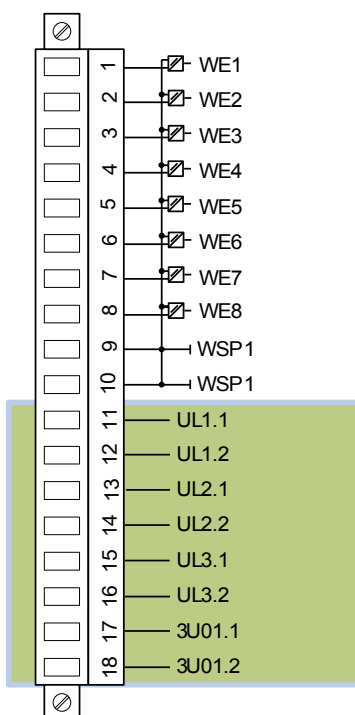 1 WE1
2 WE2
3 WE3
4 WE4
5 WE5
6 WE6
7 WE7
8 WE8
9 WSP1
10 WSP1
11 UL1.1
12 UL1.2
13 UL2.1
14 UL2.2
15 UL3.1
16 UL3.2
17 3U01.1
18 3U01.2